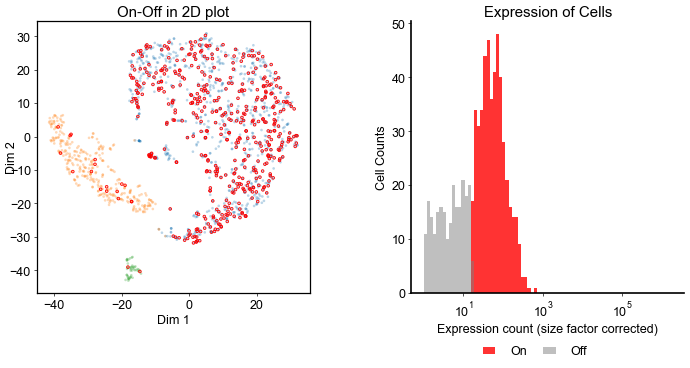 On-Off in 2D plot
30
20
10
0
−10
−20
−30
−40
Dim 2
−40
−20
0
20
Dim 1
Expression of Cells
50
40
30
20
10
0
Cell Counts
10^1
10^3
10^5
Expression count (size factor corrected)
On
Off